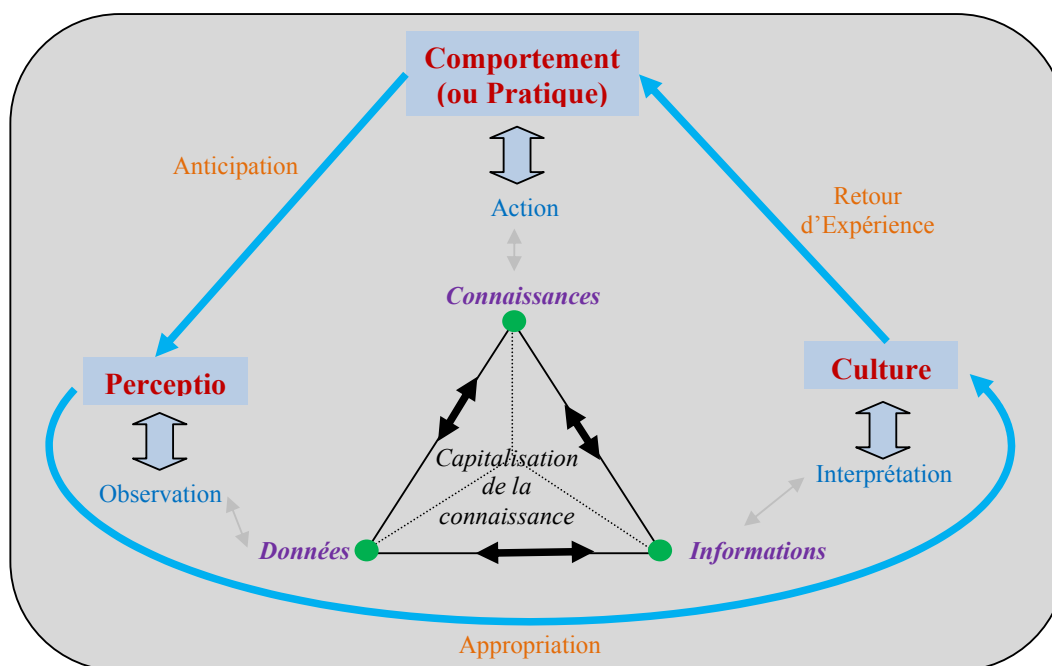 Comportement
(ou Pratique)
Anticipation
Action
Retour
d’Expérience
Connaissances
Perceptio
Culture
Capitalisation
de la
connaissance
Observation
Interprétation
Données
Informations
Appropriation